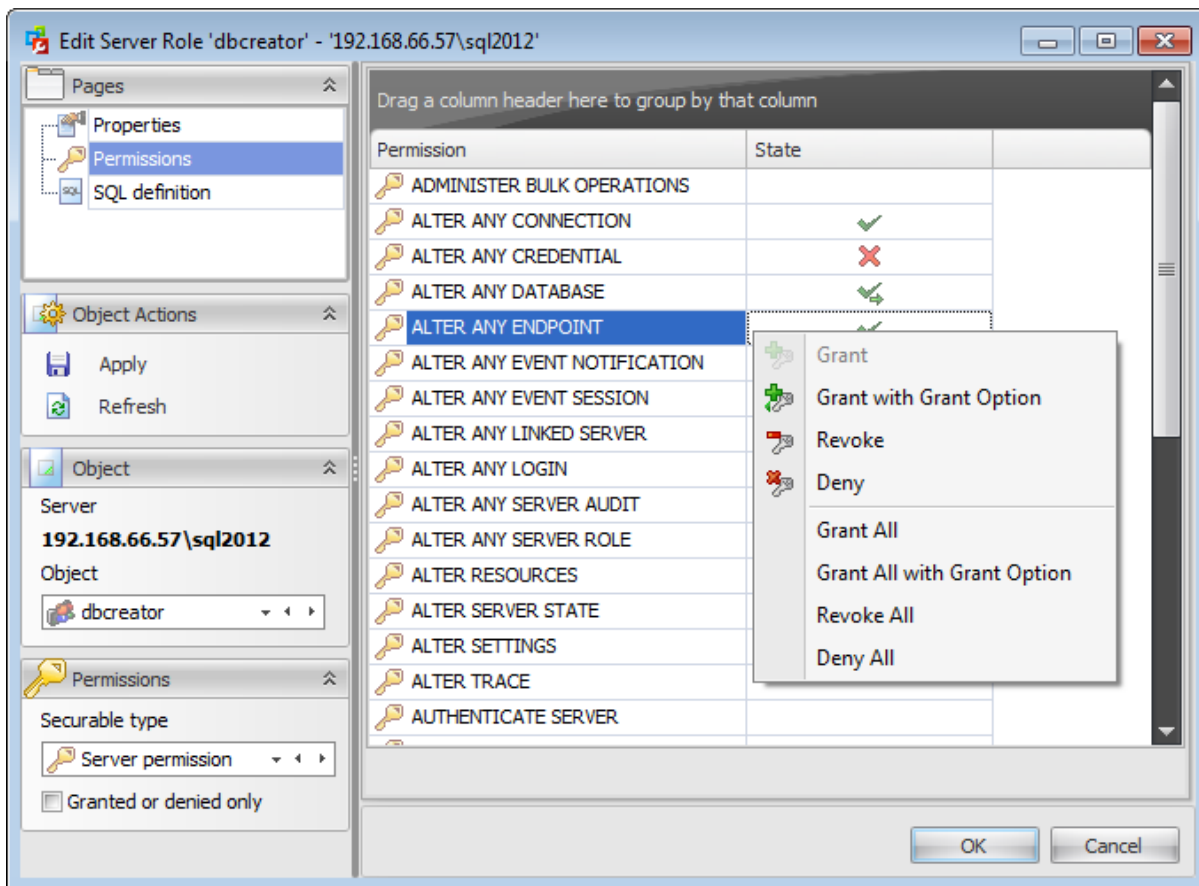 Edit Server Role 'dbcreator' - '192.168.66.57\sql2012'
Pages
Properties
Permissions
SQL definition
Object Actions
Apply
Refresh
Object
Server
192.168.66.57\sql2012
Object
dbcreator
Permissions
Securable type
Server permission
Granted or denied only
Drag a column header here to group by that column
Permission State
ADMINISTER BULK OPERATIONS
ALTER ANY CONNECTION
ALTER ANY CREDENTIAL
ALTER ANY DATABASE
ALTER ANY ENDPOINT
ALTER ANY EVENT NOTIFICATION
ALTER ANY EVENT SESSION
ALTER ANY LINKED SERVER
ALTER ANY LOGIN
ALTER ANY SERVER AUDIT
ALTER ANY SERVER ROLE
ALTER RESOURCES
ALTER SERVER STATE
ALTER SETTINGS
ALTER TRACE
AUTHENTICATE SERVER
Grant
Grant with Grant Option
Revoke
Deny
Grant All
Grant All with Grant Option
Revoke All
Deny All
OK Cancel